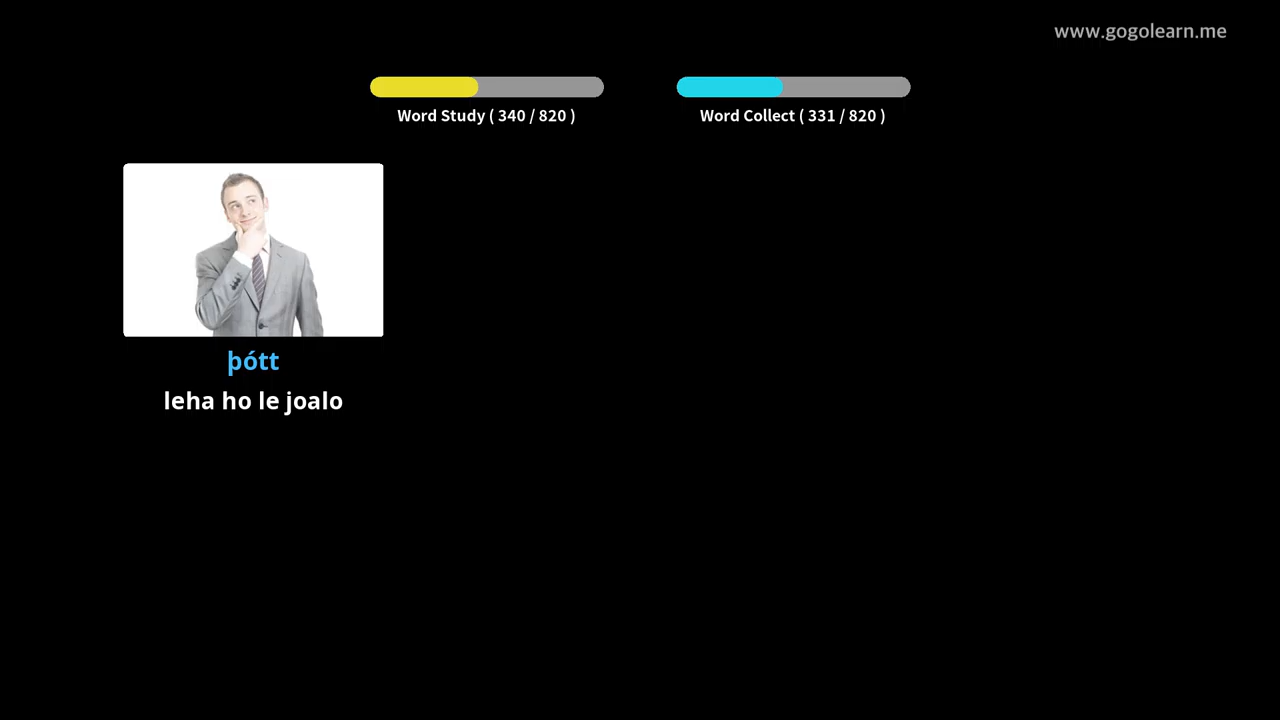 www.gogolearn.me
Word Study ( 340 / 820 )
Word Collect ( 331 / 820 )
þótt
leha ho le joalo